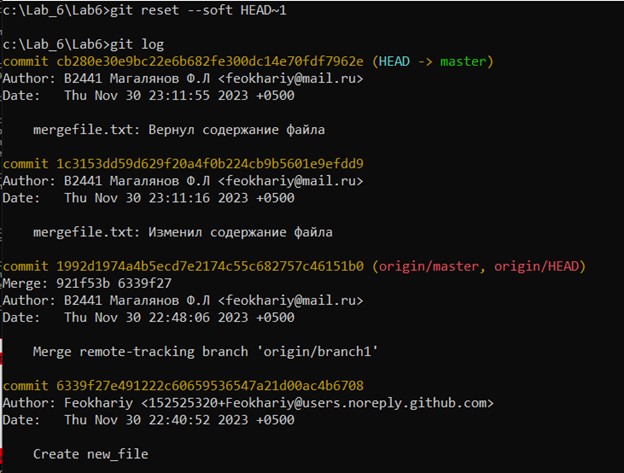 c:\Lab_6\Lab6>git reset --soft HEAD~1
c:\Lab_6\Lab6>git log
commit cb280e30e9bc22e6b682fe300dc14e70fdf7962e (HEAD -> master)
Author: В2441 Магалянов Ф.Л <feokhariy@mail.ru>
Date:   Thu Nov 30 23:11:55 2023 +0500
mergefile.txt: Вернул содержание файла
commit 1c3153dd59d629f20a4f0b224cb9b5601e9efdd9
Author: В2441 Магалянов Ф.Л <feokhariy@mail.ru>
Date:   Thu Nov 30 23:11:16 2023 +0500
mergefile.txt: Изменил содержание файла
commit 1992d1974a4b5ecd7e2174c55c682757c46151b0 (origin/master, origin/HEAD)
Merge: 921f53b 6339f27
Author: В2441 Магалянов Ф.Л <feokhariy@mail.ru>
Date:   Thu Nov 30 22:48:06 2023 +0500
Merge remote-tracking branch 'origin/branch1'
commit 6339f27e491222c60659536547a21d00ac4b6708
Author: Feokhariy <152525320+Feokhariy@users.noreply.github.com>
Date:   Thu Nov 30 22:40:52 2023 +0500
Create new_file